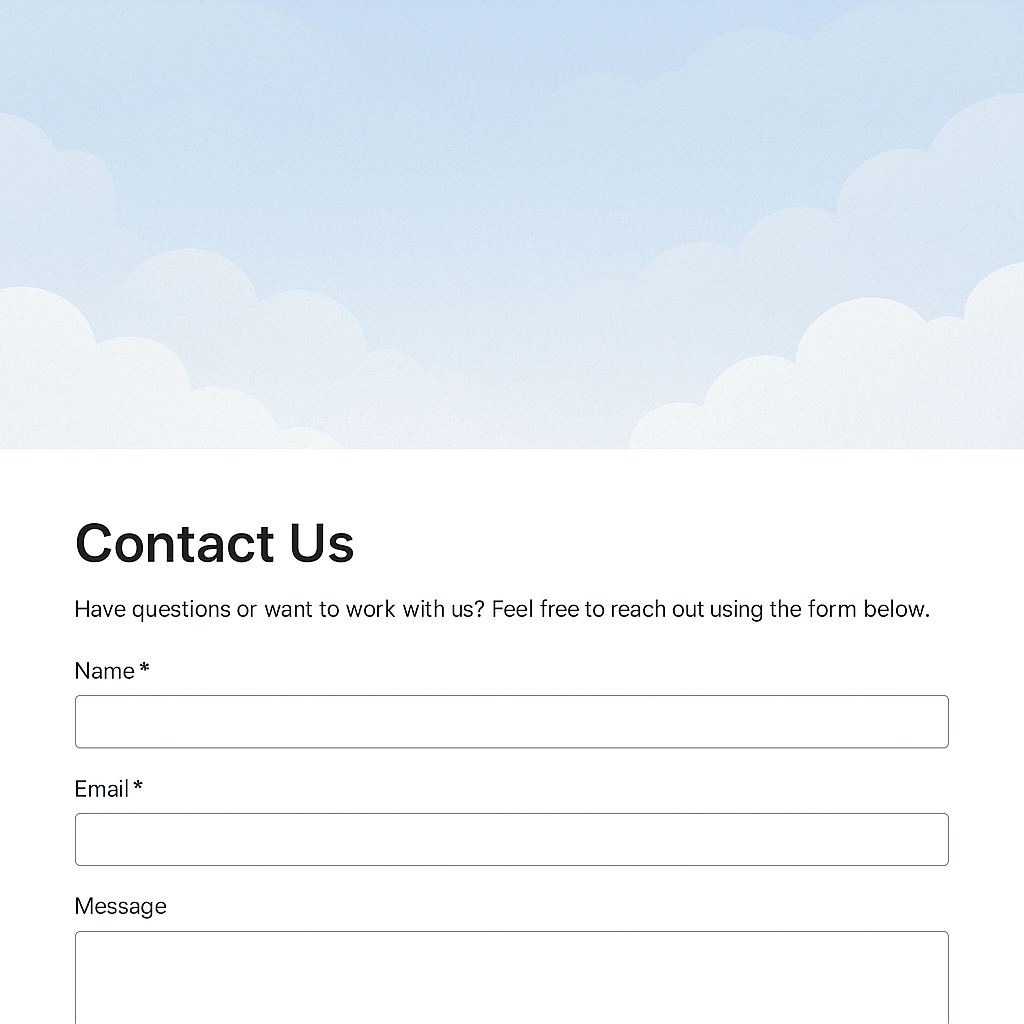 Contact Us
Have questions or want to work with us? Feel free to reach out using the form below.
Name *
Email *
Message